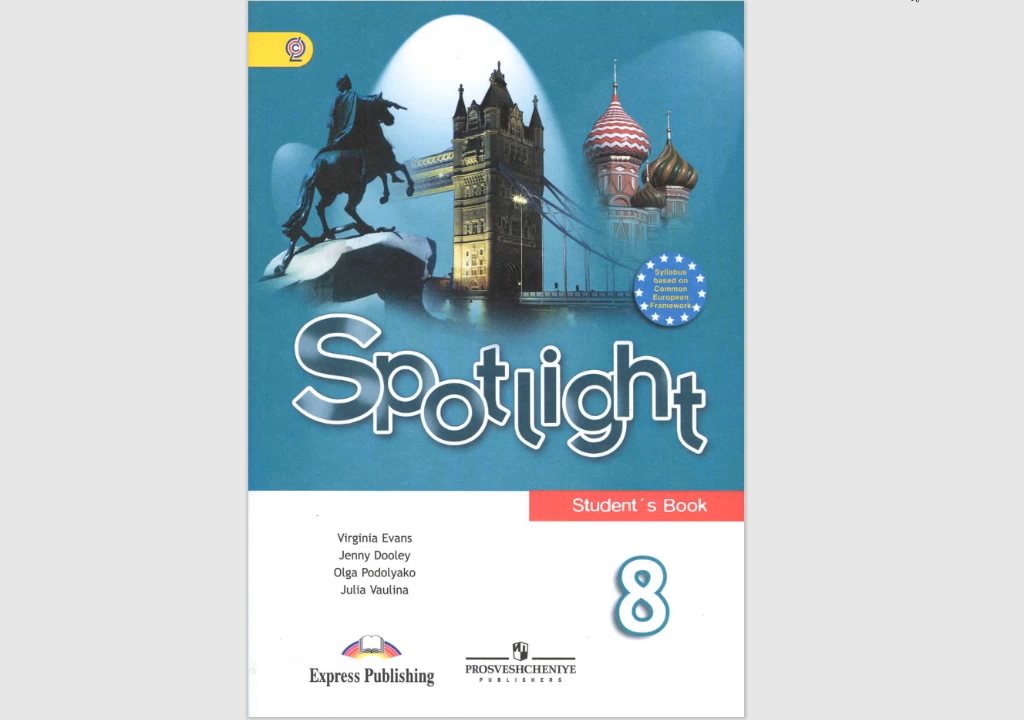 Syllabus
based on
Common
European
Framework
Spotlight
Student´s Book
Virginia Evans
Jenny Dooley
Olga Podolyako
Julia Vaulina
8
Express Publishing
PROSVESHCHENIYE
PUBLISHERS